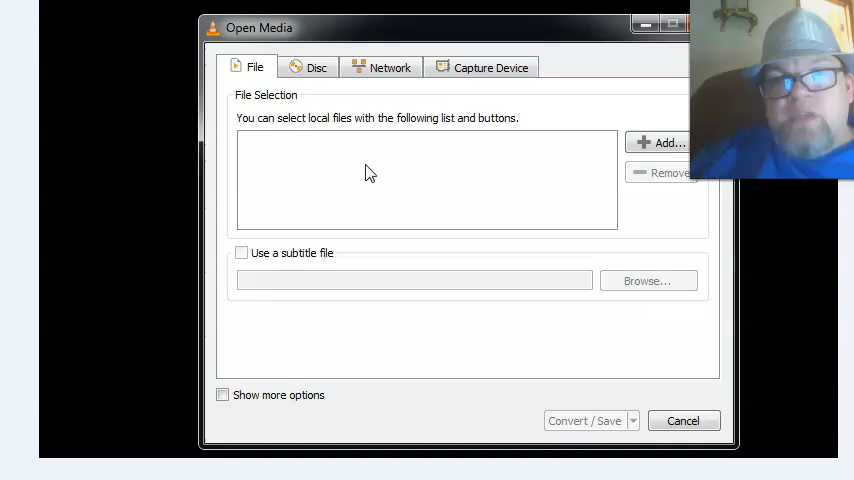 Open Media
File Disc Network Capture Device
File Selection
You can select local files with the following list and buttons.
Add...
Remove
Use a subtitle file
Browse...
Show more options
Convert / Save Cancel